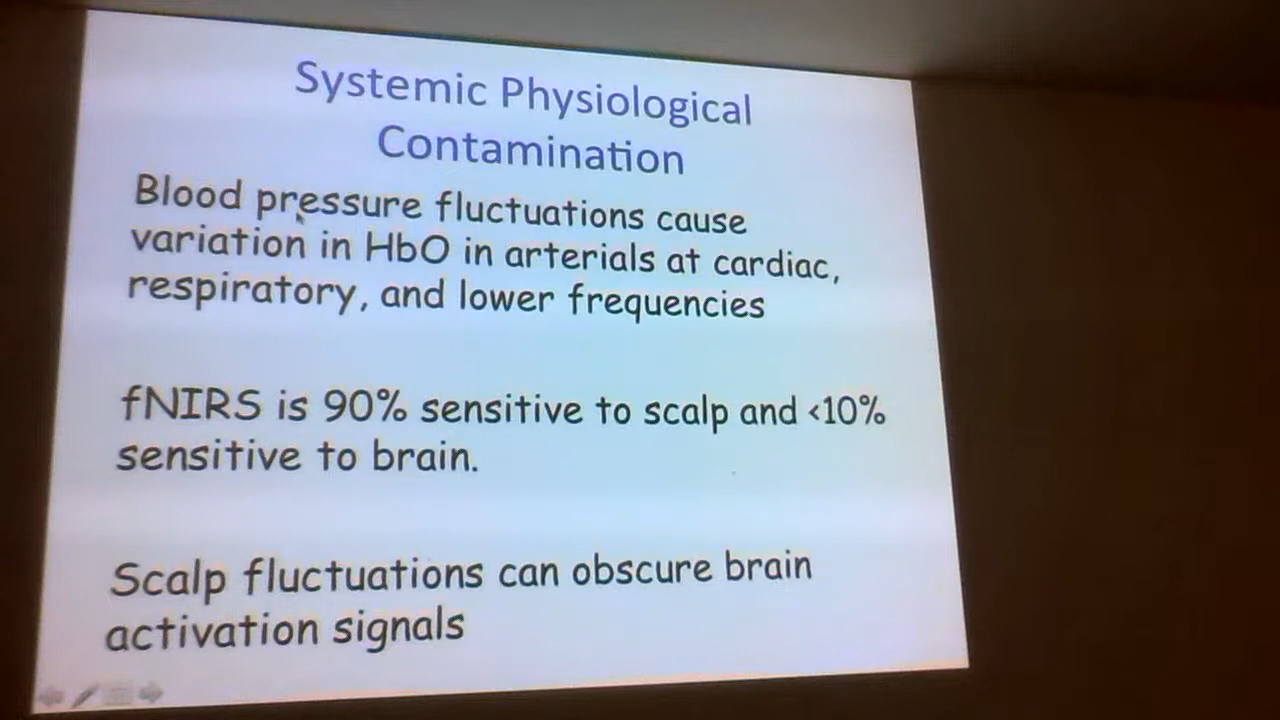 Systemic Physiological
Contamination
Blood pressure fluctuations cause
variation in HbO in arterials at cardiac,
respiratory, and lower frequencies
fNIRS is 90% sensitive to scalp and <10%
sensitive to brain.
Scalp fluctuations can obscure brain
activation signals